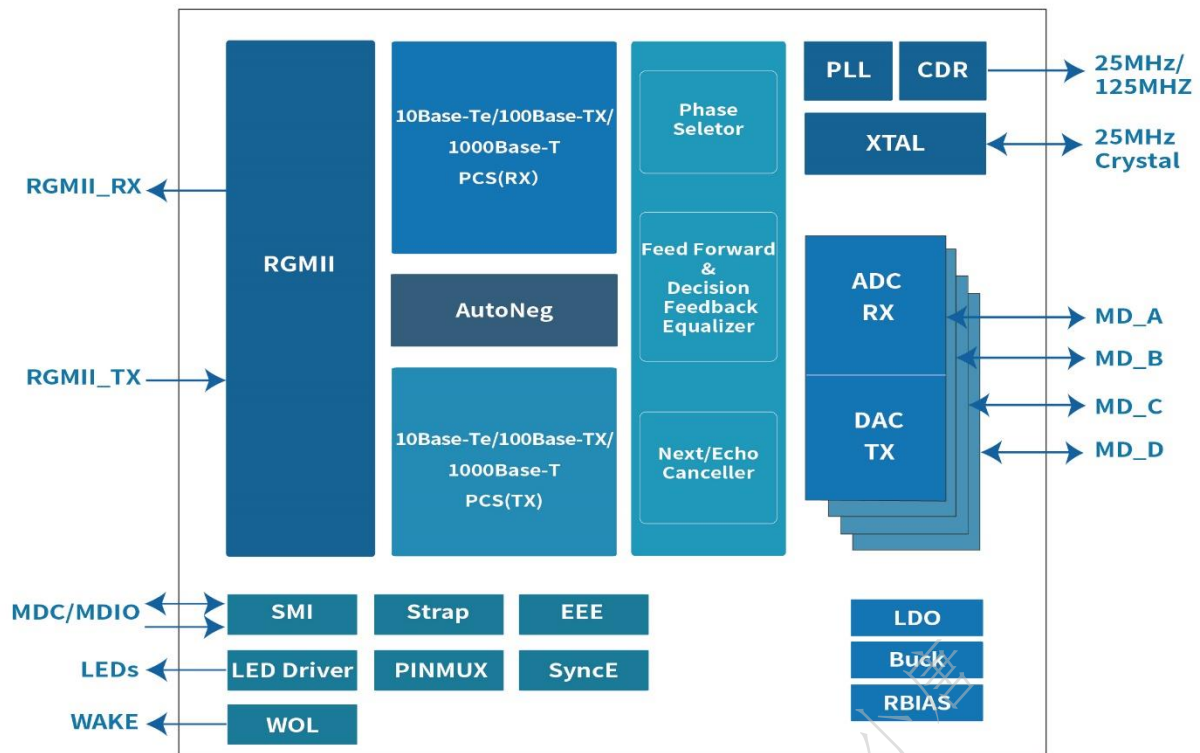 RGMII_RX
RGMII_TX
MDC/MDIO
LEDs
WAKE
RGMII
10Base-Te/100Base-TX/
1000Base-T
PCS(RX)
AutoNeg
10Base-Te/100Base-TX/
1000Base-T
PCS(TX)
Phase
Seletor
Feed Forward
&
Decision
Feedback
Equalizer
Next/Echo
Canceller
PLL
CDR
XTAL
25MHz/
125MHZ
25MHz
Crystal
ADC
RX
DAC
TX
MD_A
MD_B
MD_C
MD_D
SMI
Strap
EEE
LED Driver
PINMUX
SyncE
WOL
LDO
Buck
RBIAS